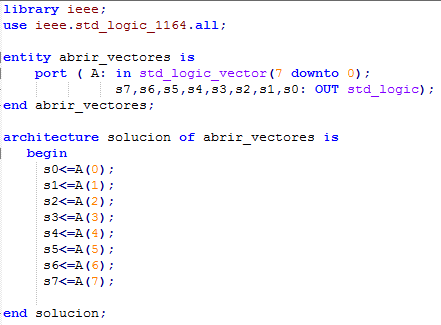 library ieee;
use ieee.std_logic_1164.all;
entity abrir_vectores is
port ( A: in std_logic_vector(7 downto 0);
s7,s6,s5,s4,s3,s2,s1,s0: OUT std_logic);
end abrir_vectores;
architecture solucion of abrir_vectores is
begin
s0<=A(0);
s1<=A(1);
s2<=A(2);
s3<=A(3);
s4<=A(4);
s5<=A(5);
s6<=A(6);
s7<=A(7);
end solucion;